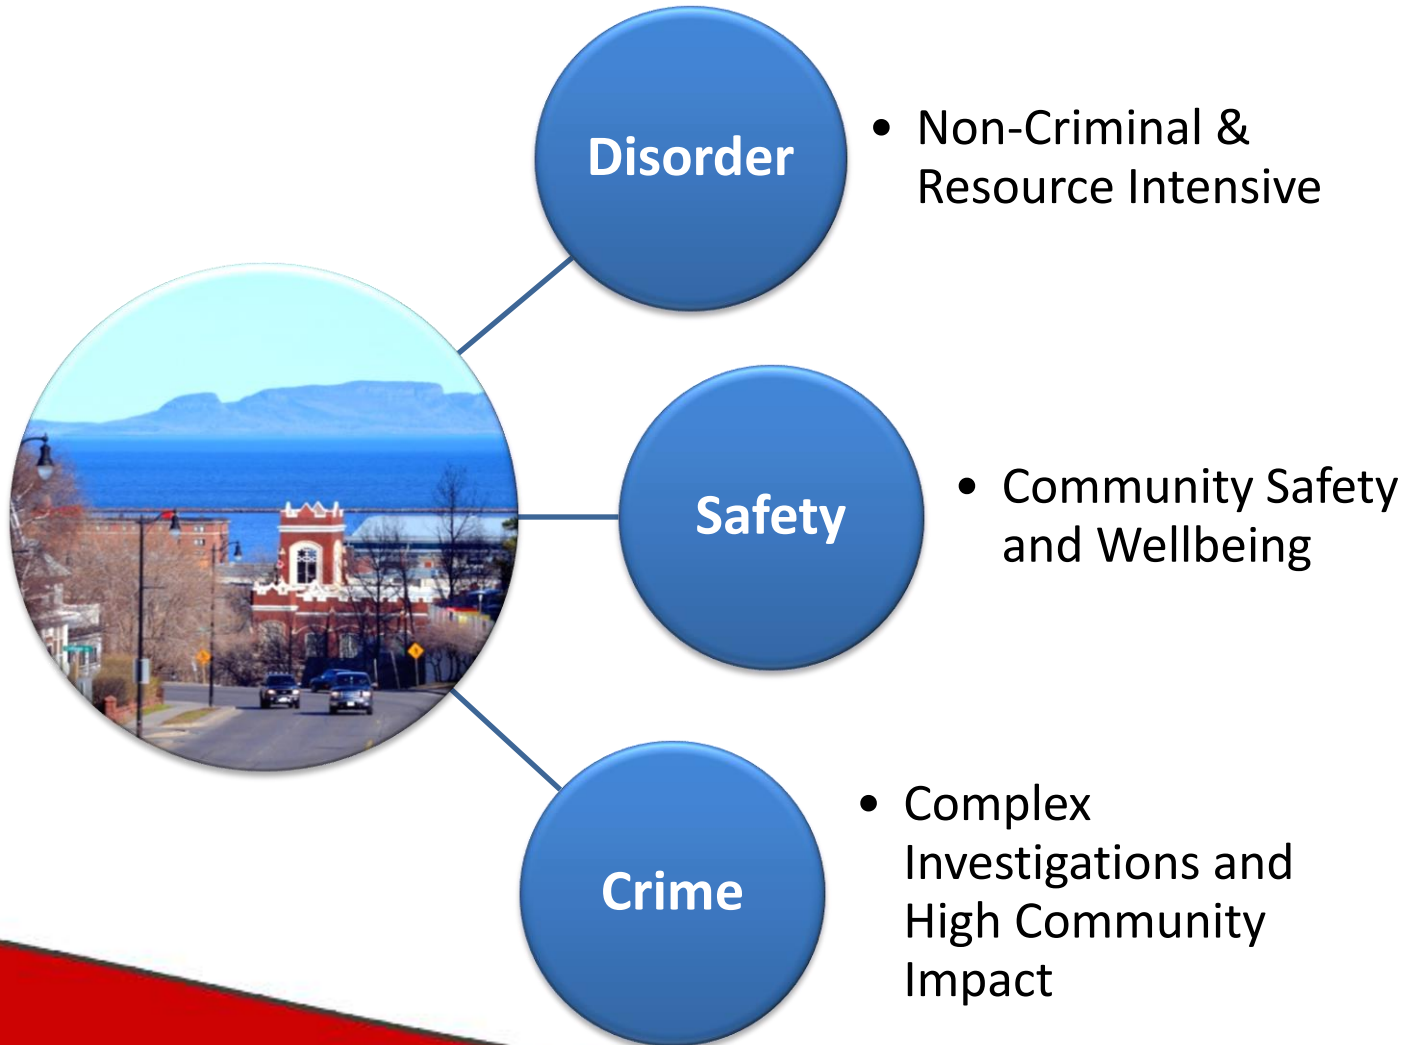 Disorder
• Non-Criminal &
Resource Intensive
Safety
• Community Safety
and Wellbeing
Crime
• Complex
Investigations and
High Community
Impact